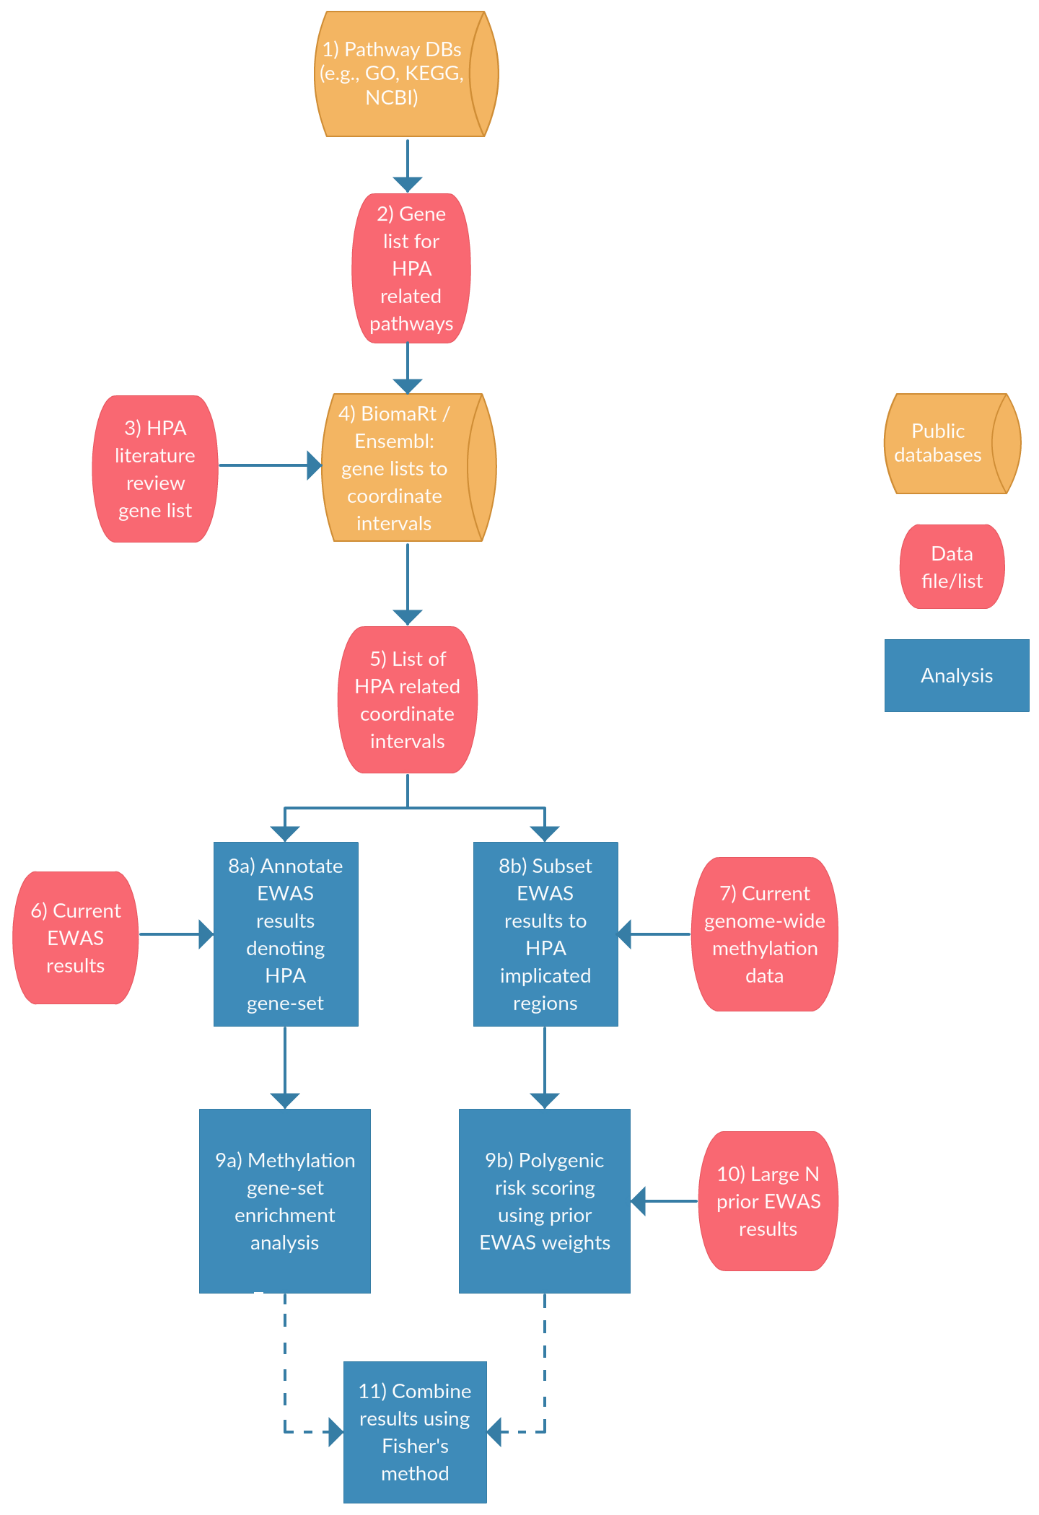 1) Pathway DBs
(e.g., GO, KEGG,
NCBI)
2) Gene
list for
HPA
related
pathways
3) HPA
literature
review
gene list
4) BiomaRt /
Ensembl:
gene lists to
coordinate
intervals
Public
databases
Data
file/list
Analysis
5) List of
HPA related
coordinate
intervals
6) Current
EWAS
results
8a) Annotate
EWAS
results
denoting
HPA
gene-set
8b) Subset
EWAS
results to
HPA
implicated
regions
7) Current
genome-wide
methylation
data
9a) Methylation
gene-set
enrichment
analysis
9b) Polygenic
risk scoring
using prior
EWAS weights
10) Large N
prior EWAS
results
11) Combine
results using
Fisher's
method